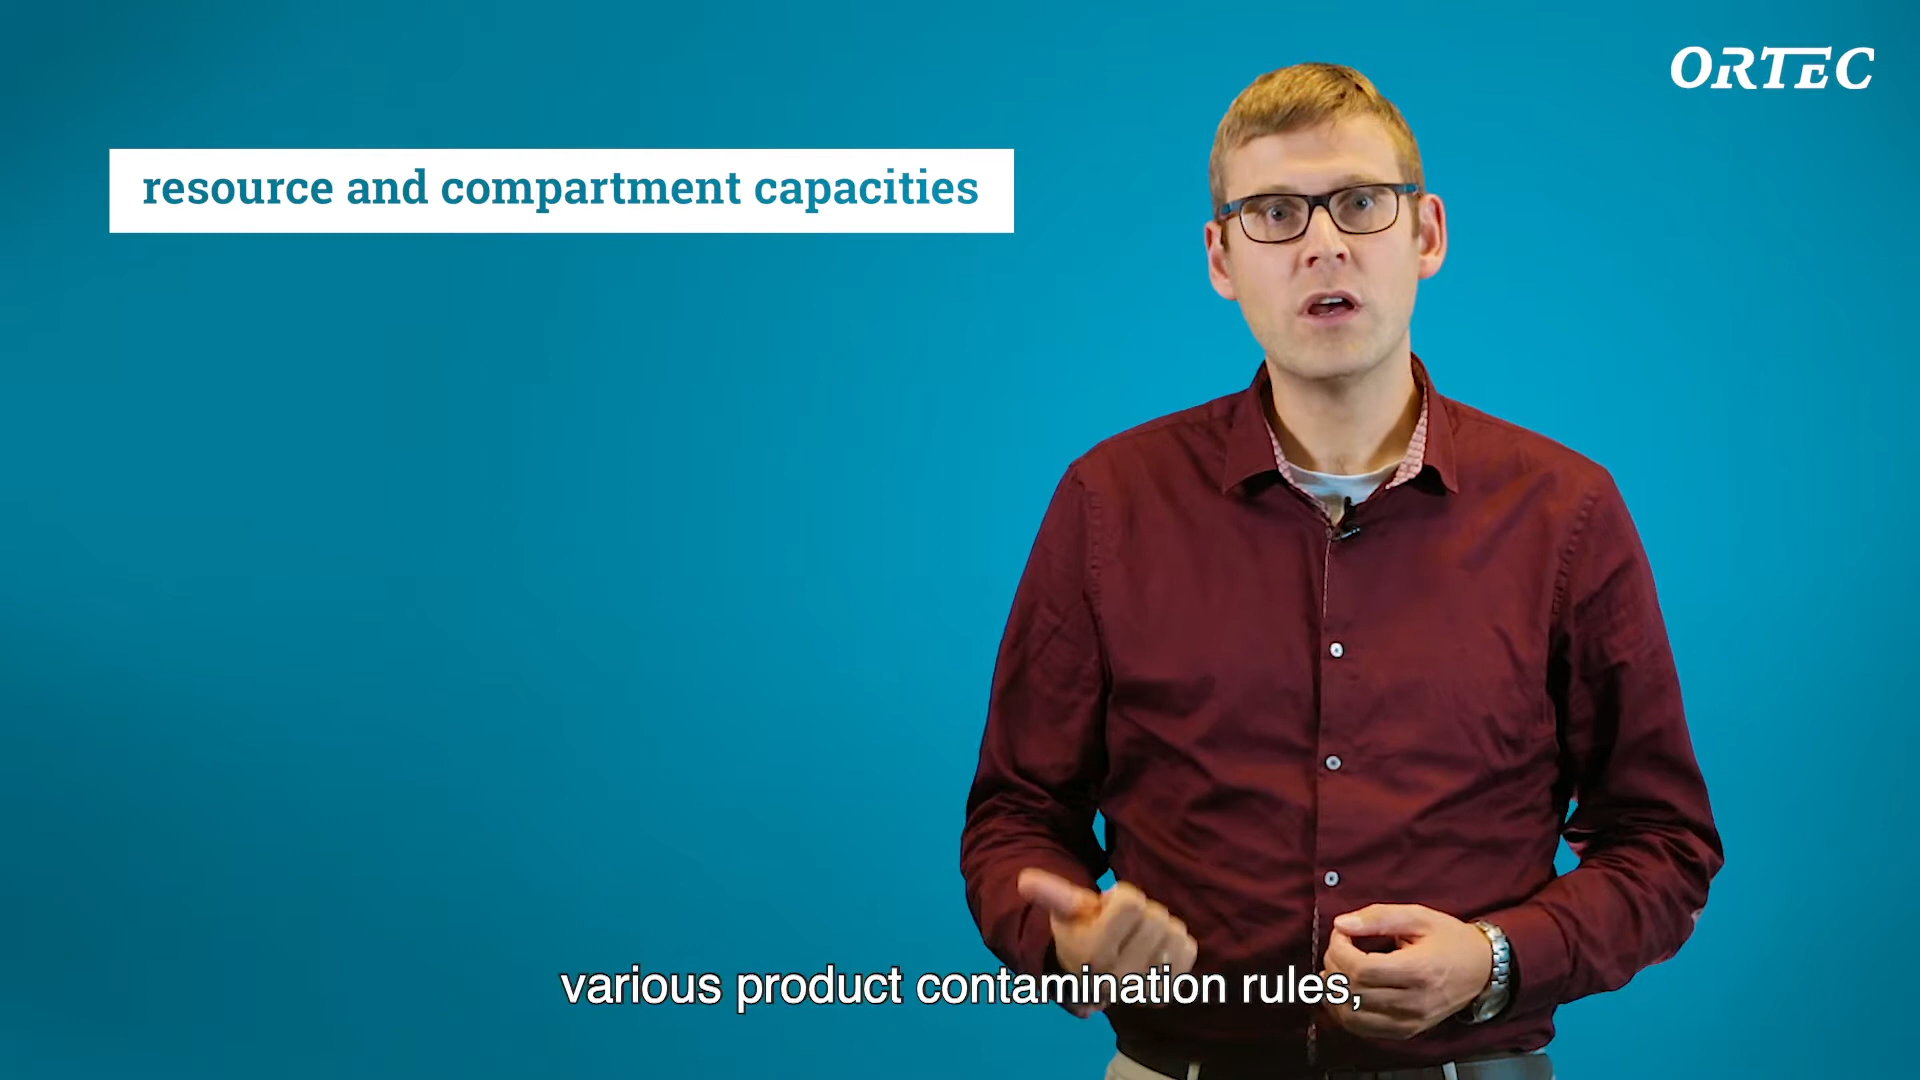 ORTEC
resource and compartment capacities
various product contamination rules,